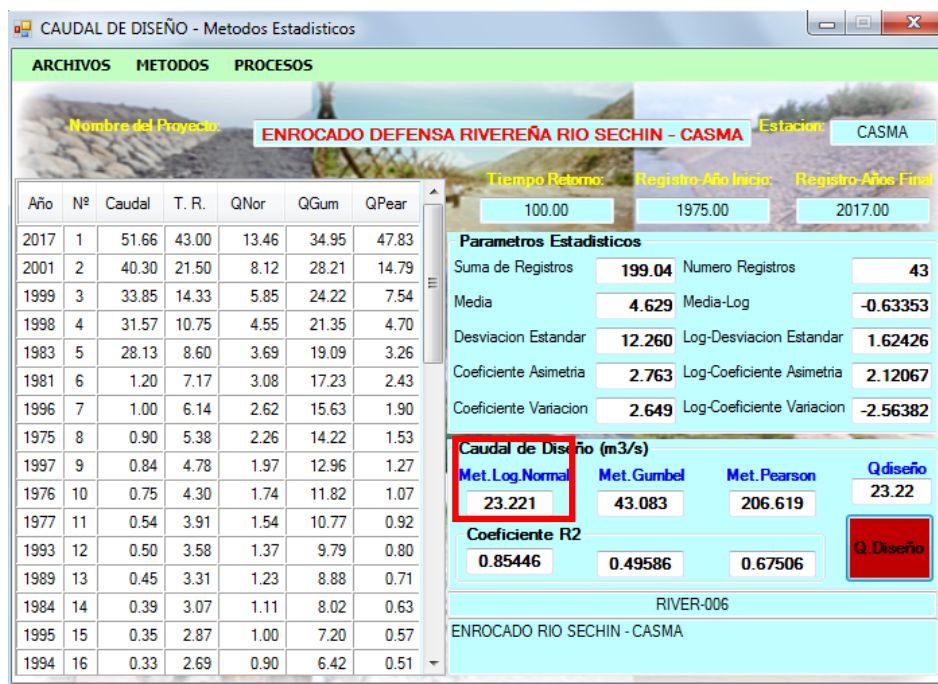 CAUDAL DE DISEÑO - Metodos Estadisticos
ARCHIVOS METODOS PROCESOS
Nombre del Proyecto: ENROCADO DEFENSA RIVEREÑA RIO SECHIN - CASMA Estacion: CASMA
Tiempo Retorno: Registro-Año Inicio: Registro-Años Final
100.00 1975.00 2017.00
Año Nº Caudal T. R. QNor QGum QPear
2017 1 51.66 43.00 13.46 34.95 47.83
2001 2 40.30 21.50 8.12 28.21 14.79
1999 3 33.85 14.33 5.85 24.22 7.54
1998 4 31.57 10.75 4.55 21.35 4.70
1983 5 28.13 8.60 3.69 19.09 3.26
1981 6 1.20 7.17 3.08 17.23 2.43
1996 7 1.00 6.14 2.62 15.63 1.90
1975 8 0.90 5.38 2.26 14.22 1.53
1997 9 0.84 4.78 1.97 12.96 1.27
1976 10 0.75 4.30 1.74 11.82 1.07
1977 11 0.54 3.91 1.54 10.77 0.92
1993 12 0.50 3.58 1.37 9.79 0.80
1989 13 0.45 3.31 1.23 8.88 0.71
1984 14 0.39 3.07 1.11 8.02 0.63
1995 15 0.35 2.87 1.00 7.20 0.57
1994 16 0.33 2.69 0.90 6.42 0.51
Parametros Estadisticos
Suma de Registros 199.04 Numero Registros 43
Media 4.629 Media-Log -0.63353
Desviacion Estandar 12.260 Log-Desviacion Estandar 1.62426
Coeficiente Asimetria 2.763 Log-Coeficiente Asimetria 2.12067
Coeficiente Variacion 2.649 Log-Coeficiente Variacion -2.56382
Caudal de Diseño (m3/s)
Met.Log.Normal Met.Gumbel Met.Pearson Qdiseño
23.221 43.083 206.619 23.22
Coeficiente R2
0.85446 0.49586 0.67506
Q.Diseño
RIVER-006
ENROCADO RIO SECHIN - CASMA